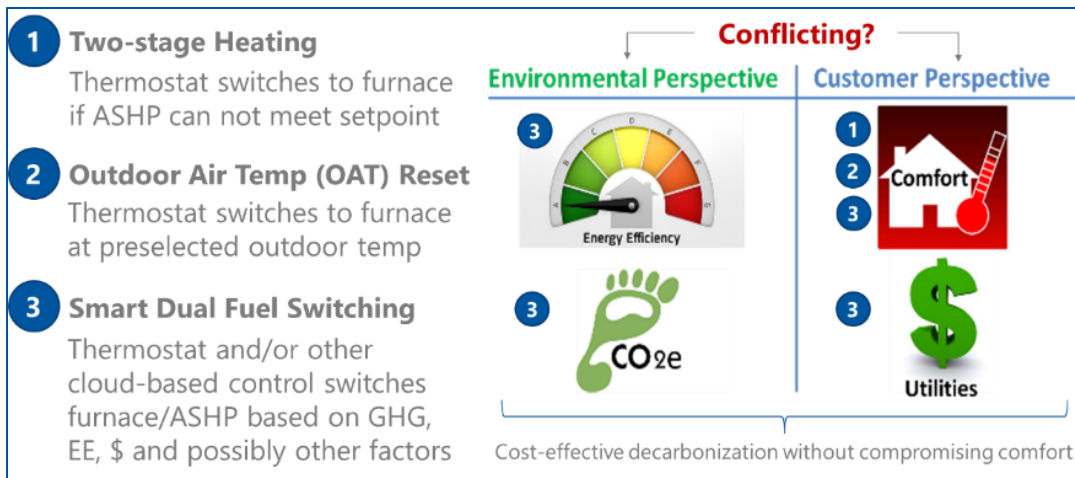 1 Two-stage Heating
Thermostat switches to furnace
if ASHP can not meet setpoint
2 Outdoor Air Temp (OAT) Reset
Thermostat switches to furnace
at preselected outdoor temp
3 Smart Dual Fuel Switching
Thermostat and/or other
cloud-based control switches
furnace/ASHP based on GHG,
EE, $ and possibly other factors
Conflicting?
Environmental Perspective
Customer Perspective
3
A
B
C
D
E
F
G
Energy Efficiency
1
2
3
Comfort
3
CO2e
3
$
Utilities
Cost-effective decarbonization without compromising comfort